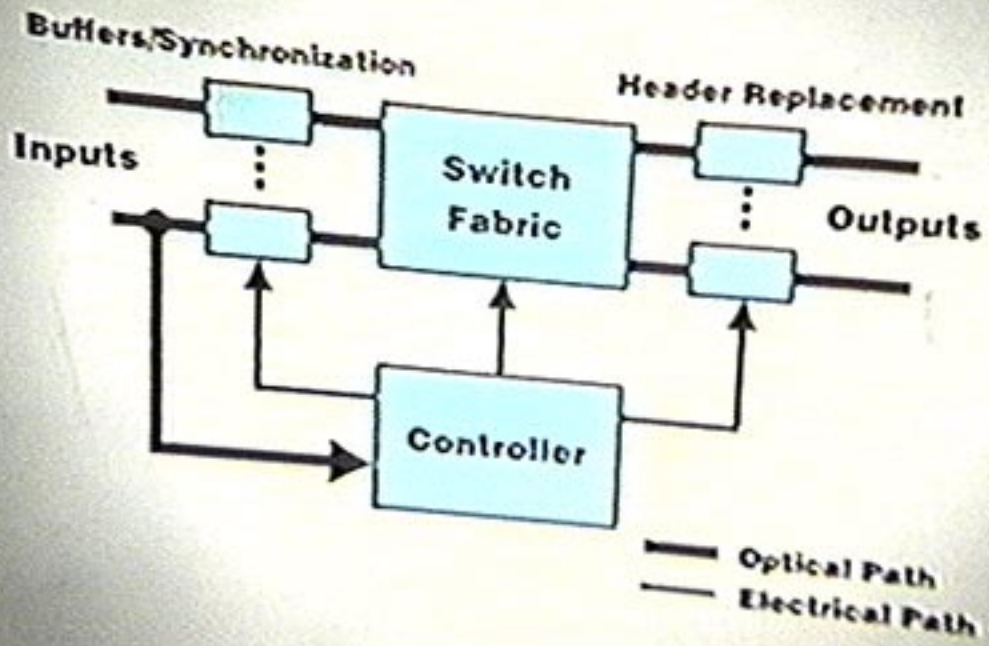 Buffers/Synchronization
Header Replacement
Inputs
Switch
Fabric
Outputs
Controller
Optical Path
Electrical Path